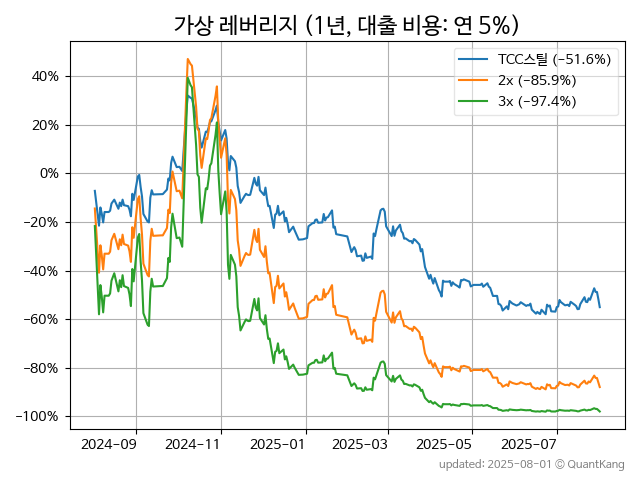 가상 레버리지 (1년, 대출 비용: 연 5%)
TCC스틸 (−51.6%)
2x (−85.9%)
3x (−97.4%)
40%
20%
0%
−20%
−40%
−60%
−80%
−100%
2024-09
2024-11
2025-01
2025-03
2025-05
2025-07
updated: 2025-08-01 © QuantKang